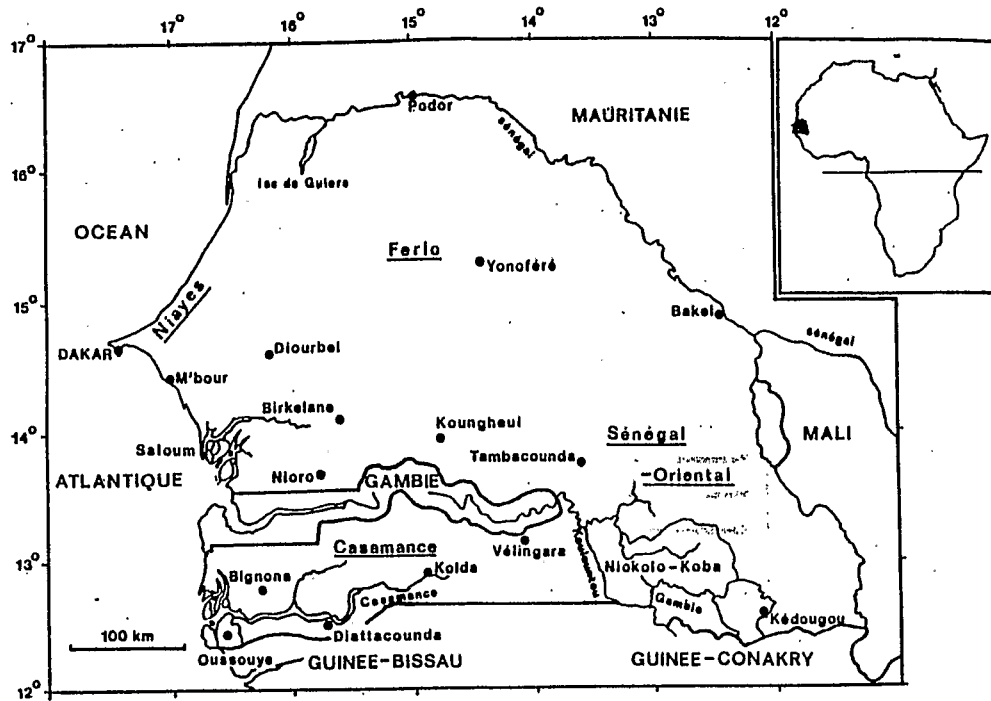 17° 16° 15° 14° 13° 12°
17°
Podor
MAURITANIE
sénégal
16°
lac de Guiers
OCEAN
Ferlo
Yonoféré
Niayes
15°
Bakel
sénégal
DAKAR
Diourbel
M'bour
Birkelane
Koungheul
14°
Saloum
Sénégal
MALI
Tambacounda
-Oriental
ATLANTIQUE
Nioro
GAMBIE
Casamance
Vélingara
Koulountou
13°
Niokolo-Koba
Bignona
Kolda
Casamance
Gambie
Kédougou
100 km
Diattacounda
Oussouye
GUINEE-BISSAU
GUINEE-CONAKRY
12°